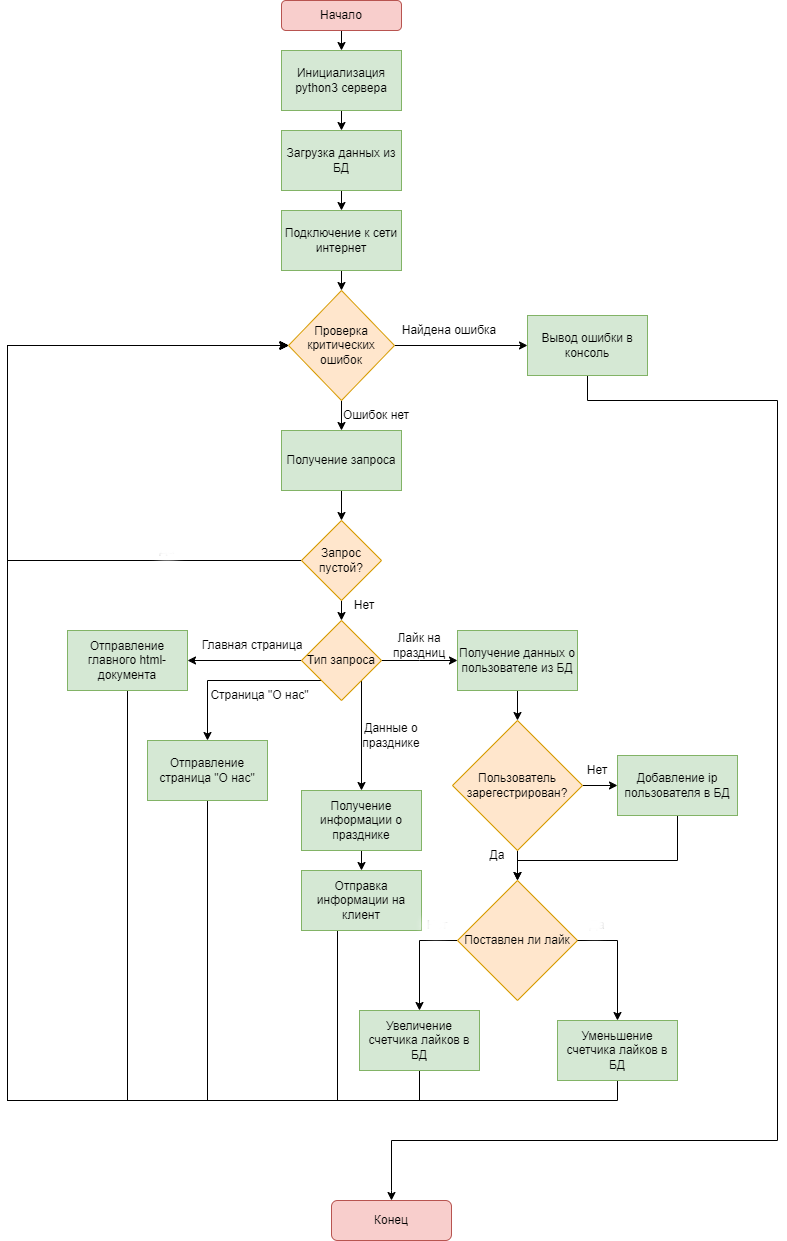 Начало
Инициализация
python3 сервера
Загрузка данных из
БД
Подключение к сети
интернет
Проверка
критических
ошибок
Найдена ошибка
Вывод ошибки в
консоль
Ошибок нет
Получение запроса
Запрос
пустой?
Нет
Тип запроса
Главная страница
Отправление
главного html-
документа
Лайк на
праздниц
Получение данных о
пользователе из БД
Страница "О нас"
Отправление
страница "О нас"
Данные о
празднике
Получение
информации о
празднике
Отправка
информации на
клиент
Пользователь
зарегестрирован?
Нет
Добавление ip
пользователя в БД
Да
Поставлен ли лайк
Увеличение
счетчика лайков в
БД
Уменьшение
счетчика лайков в
БД
Конец